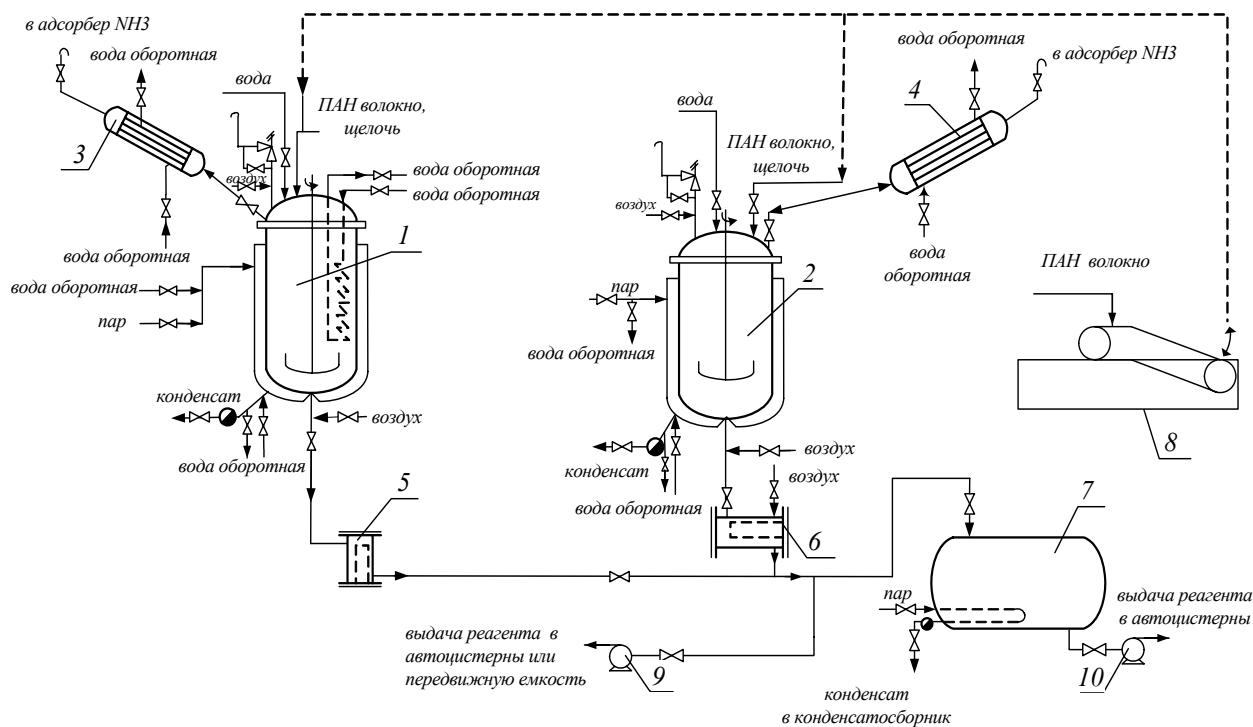 в адсорбер NH3
вода оборотная
3
вода
ПАН волокно,
щелочь
воздух
вода оборотная
вода оборотная
вода оборотная
вода оборотная
пар
1
конденсат
воздух
вода оборотная
5
вода
ПАН волокно,
щелочь
воздух
вода оборотная
4
в адсорбер NH3
вода
оборотная
пар
вода оборотная
2
конденсат
воздух
воздух
вода оборотная
6
ПАН волокно
8
7
пар
выдача реагента
в автоцистерны
10
конденсат
в конденсатосборник
выдача реагента в
автоцистерны или
передвижную емкость
9